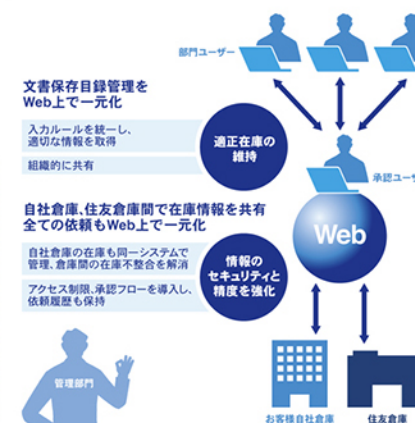 部門ユーザー
文書保存目録管理を
Web上で一元化
入力ルールを統一し、
適切な情報を取得
組織的に共有
適正在庫の
維持
承認ユーザ
自社倉庫、住友倉庫間で在庫情報を共有
全ての依頼もWeb上で一元化
Web
自社倉庫の在庫も同一システムで
管理、倉庫間の在庫不整合を解消
アクセス制限、承認フローを導入し、
依頼履歴も保持
情報の
セキュリティと
精度を強化
管理部門
お客様自社倉庫
住友倉庫